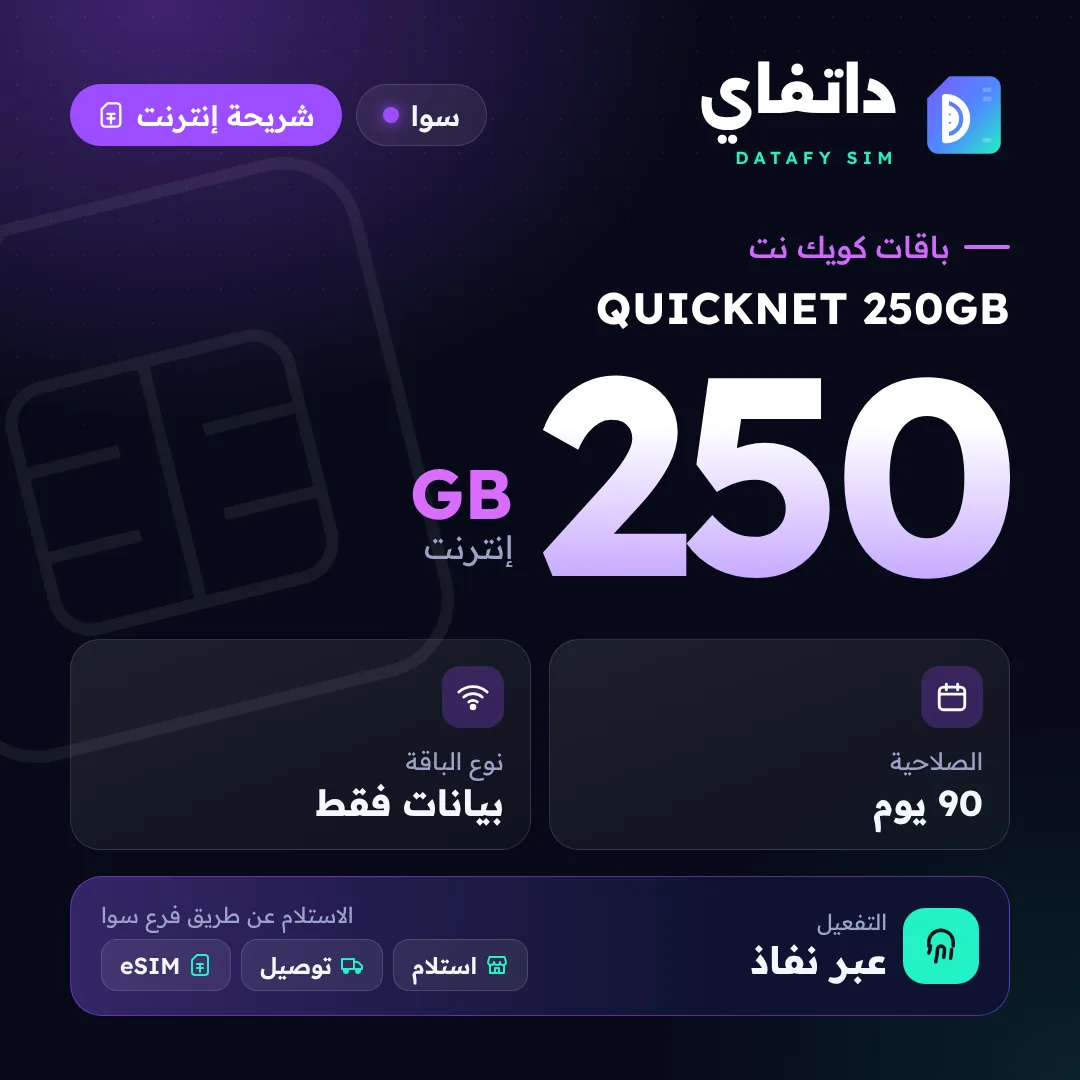 داتفاي
DATAFY SIM
سوا
شريحة إنترنت
باقات كويك نت
QUICKNET 250GB
250
GB
إنترنت
الصلاحية
90 يوم
نوع الباقة
بيانات فقط
التفعيل
عبر نفاذ
الاستلام عن طريق فرع سوا
استلام
توصيل
eSIM